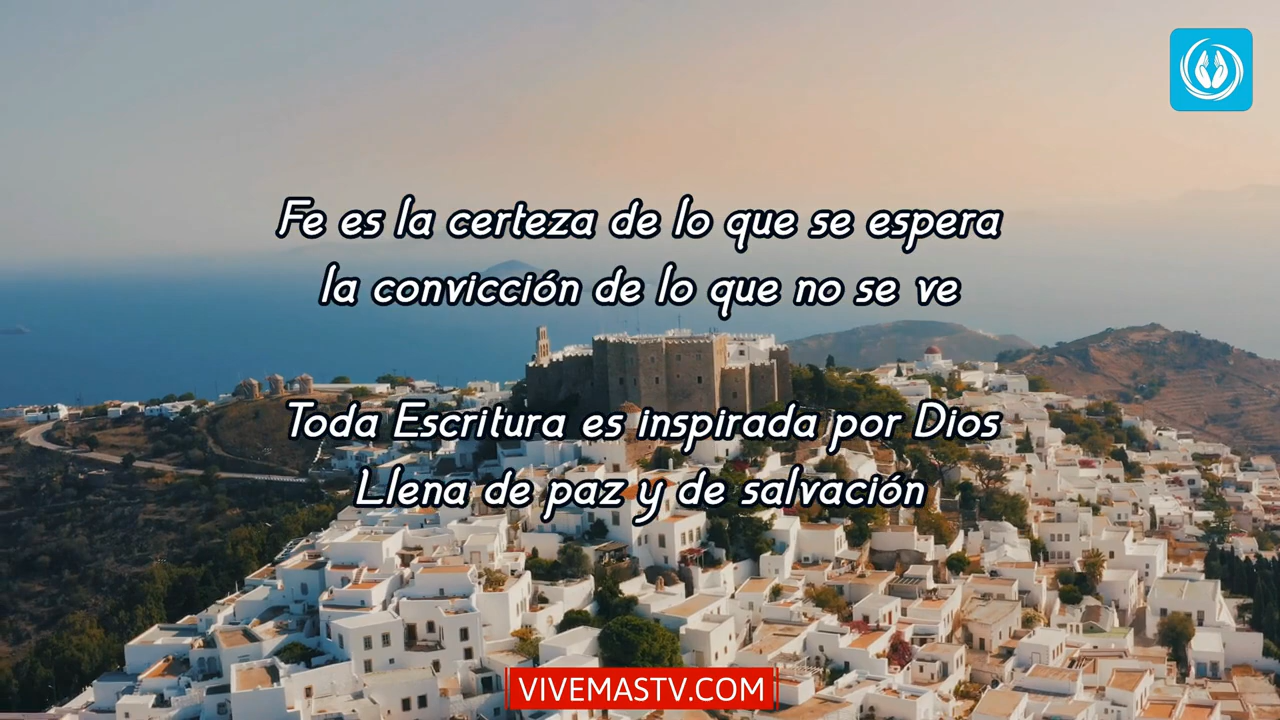 Fe es la certeza de lo que se espera
la convicción de lo que no se ve
Toda Escritura es inspirada por Dios
Llena de paz y de salvación
VIVEMASTV.COM